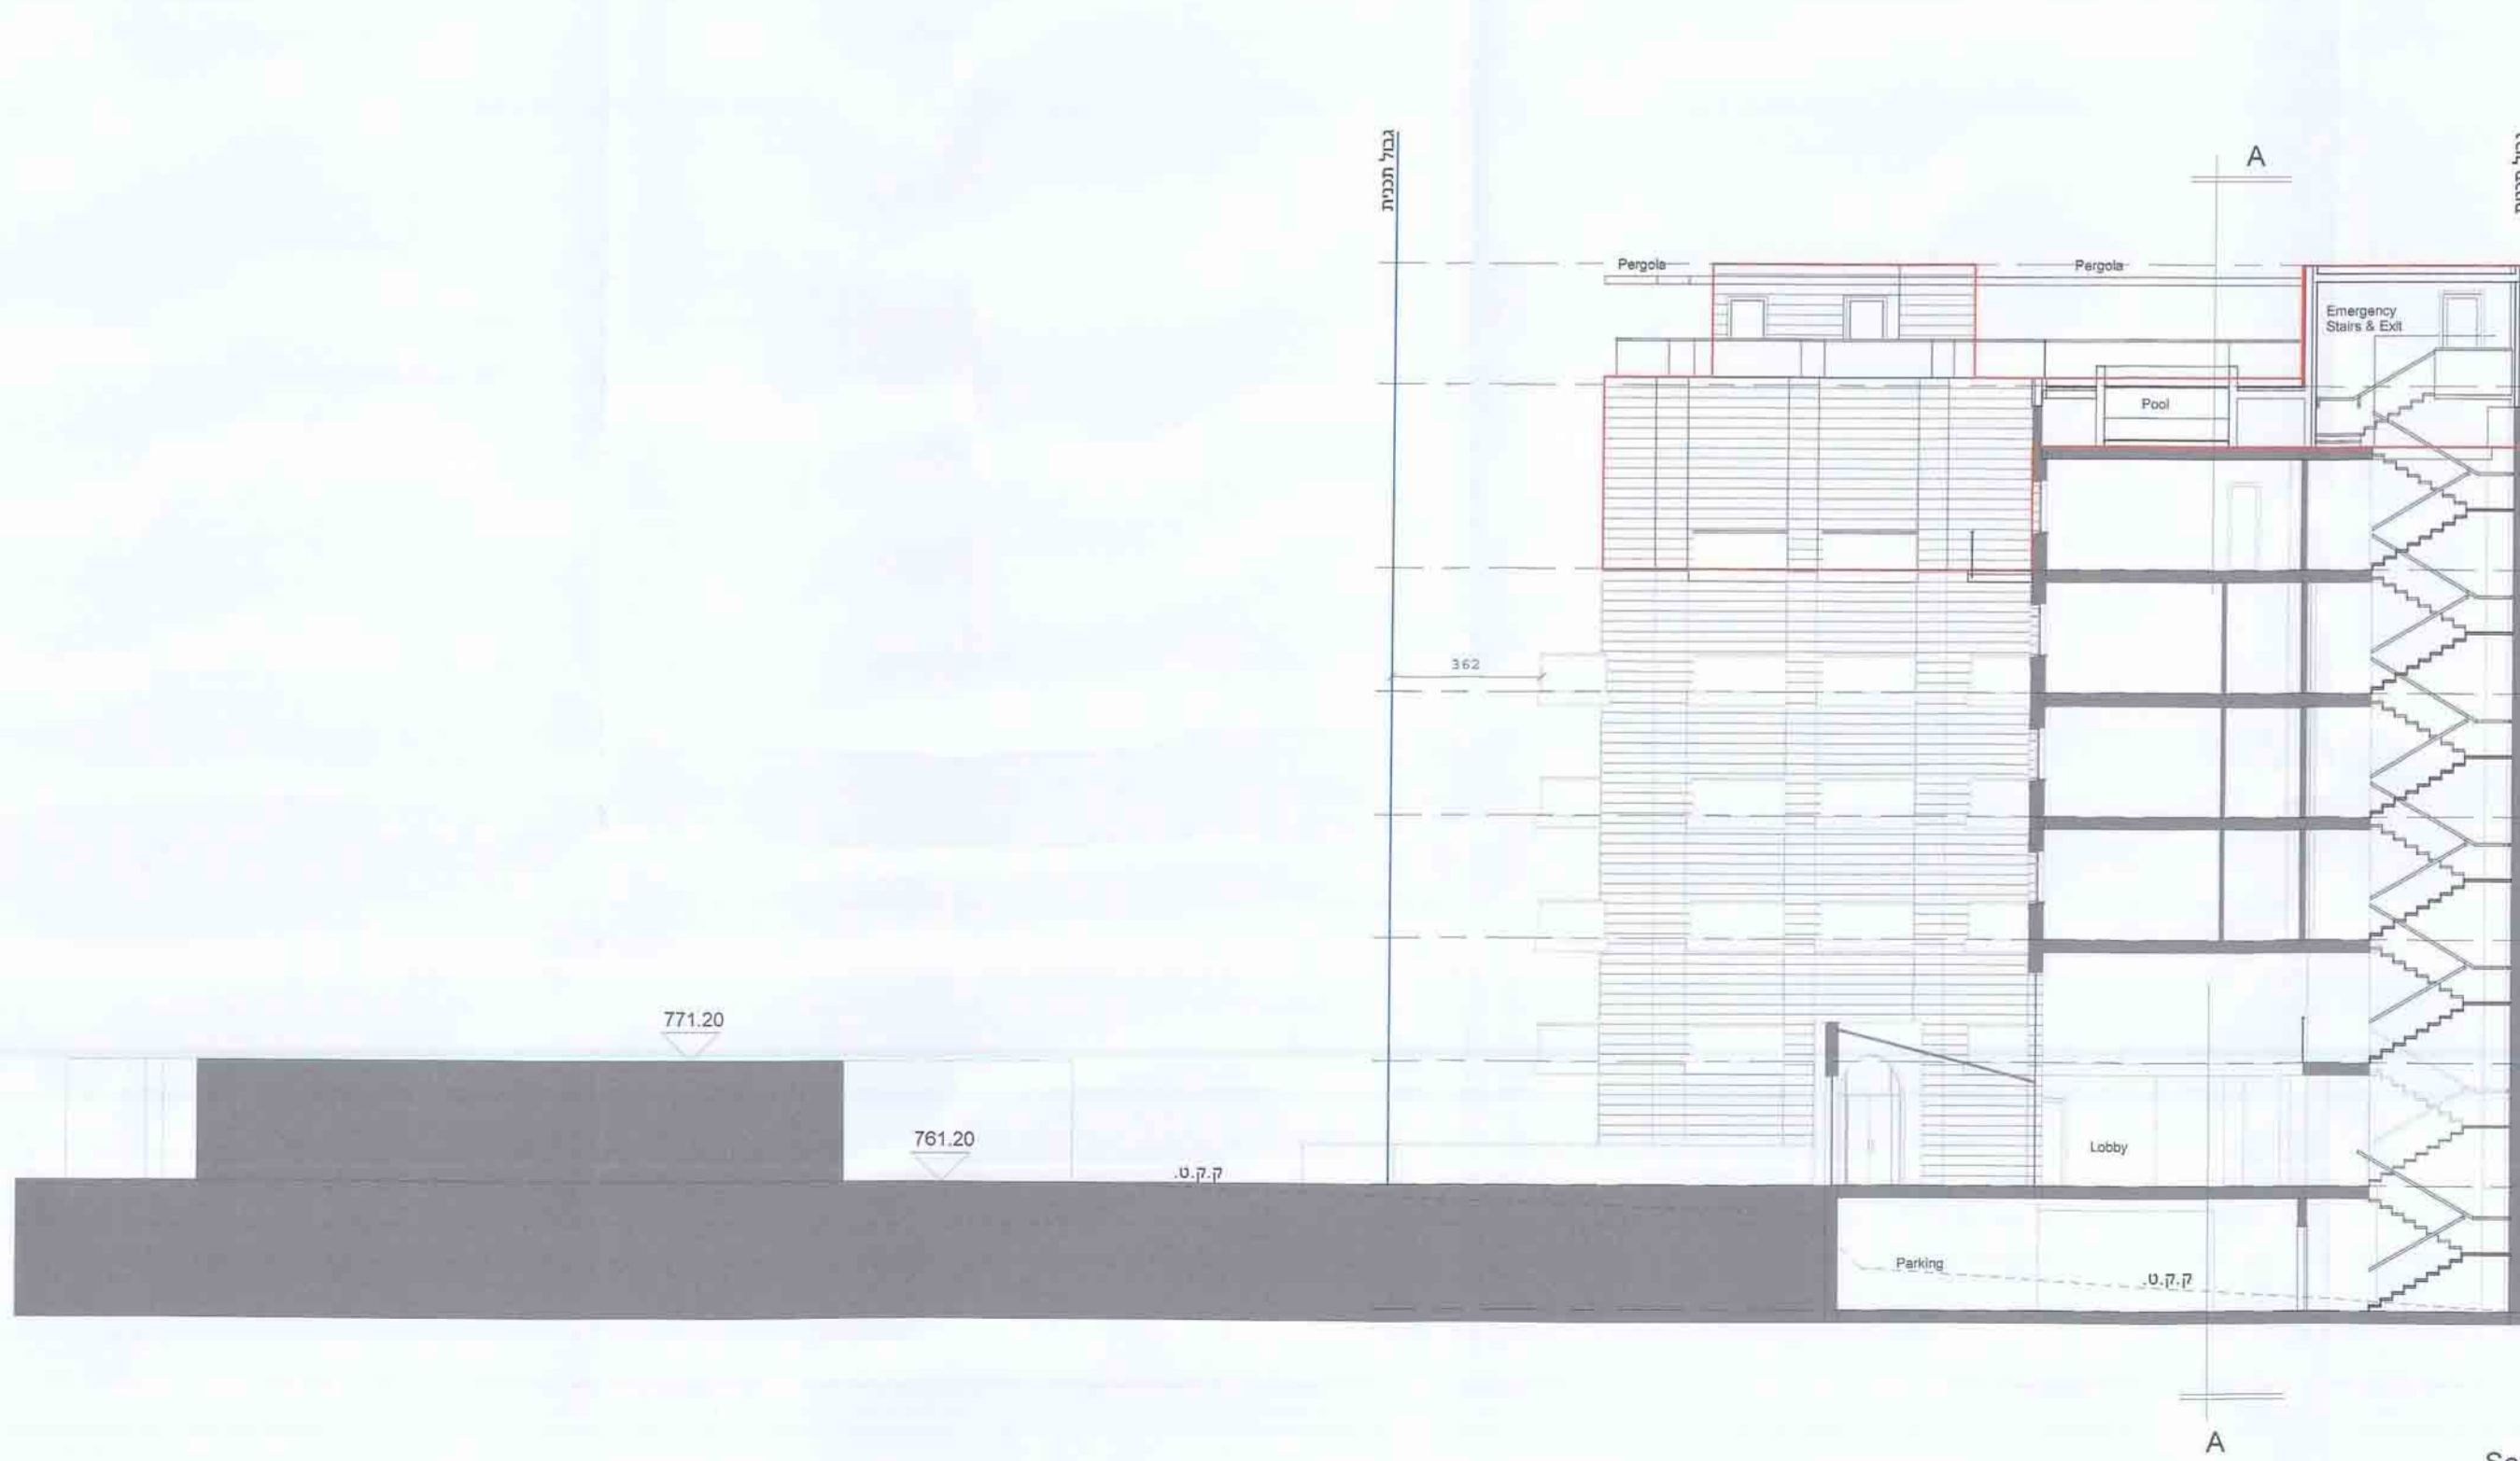 גבול תכנית
A
Pergola
Pergola
Emergency
Stairs & Exit
Pool
362
771.20
761.20
ק.ק.ט.
Lobby
Parking
ק.ק.ט.
A